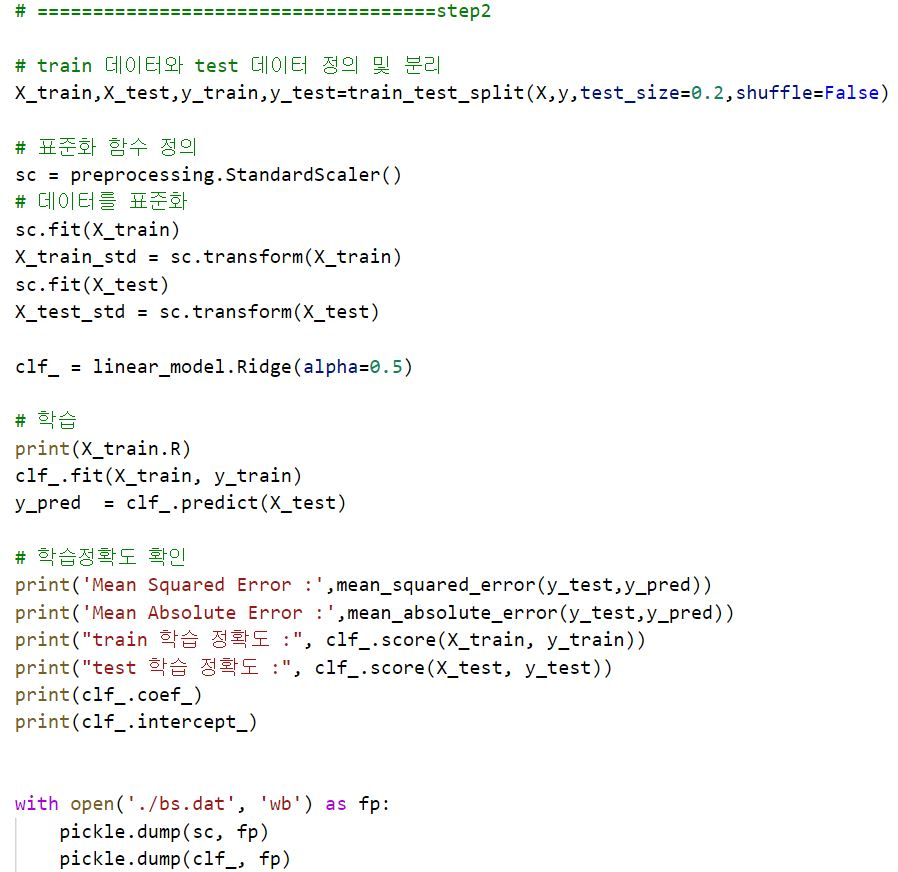 # ====================================step2
# train 데이터와 test 데이터 정의 및 분리
X_train,X_test,y_train,y_test=train_test_split(X,y,test_size=0.2,shuffle=False)
# 표준화 함수 정의
sc = preprocessing.StandardScaler()
# 데이터를 표준화
sc.fit(X_train)
X_train_std = sc.transform(X_train)
sc.fit(X_test)
X_test_std = sc.transform(X_test)
clf_ = linear_model.Ridge(alpha=0.5)
# 학습
print(X_train.R)
clf_.fit(X_train, y_train)
y_pred  = clf_.predict(X_test)
# 학습정확도 확인
print('Mean Squared Error :',mean_squared_error(y_test,y_pred))
print('Mean Absolute Error :',mean_absolute_error(y_test,y_pred))
print("train 학습 정확도 :", clf_.score(X_train, y_train))
print("test 학습 정확도 :", clf_.score(X_test, y_test))
print(clf_.coef_)
print(clf_.intercept_)
with open('./bs.dat', 'wb') as fp:
    pickle.dump(sc, fp)
    pickle.dump(clf_, fp)